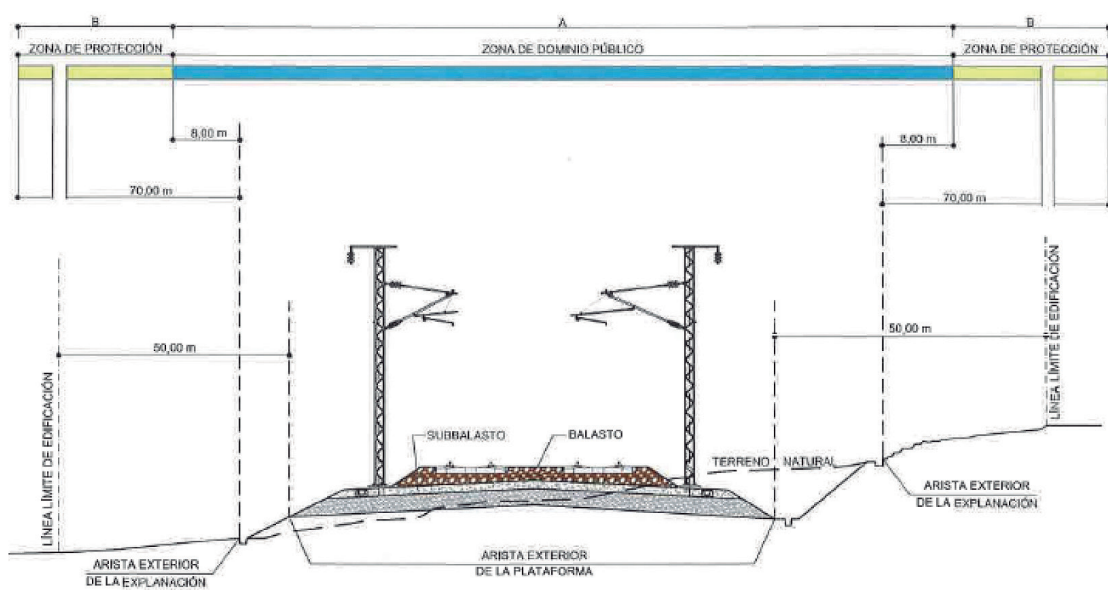 B A B
ZONA DE PROTECCIÓN ZONA DE DOMINIO PÚBLICO ZONA DE PROTECCIÓN
8,00 m 8,00 m
70,00 m 70,00 m
50,00 m 50,00 m
LÍNEA LÍMITE DE EDIFICACIÓN
LÍNEA LÍMITE DE EDIFICACIÓN
SUBBALASTO BALASTO
TERRENO NATURAL
ARISTA EXTERIOR
DE LA EXPLANACIÓN
ARISTA EXTERIOR
DE LA PLATAFORMA
ARISTA EXTERIOR
DE LA EXPLANACIÓN